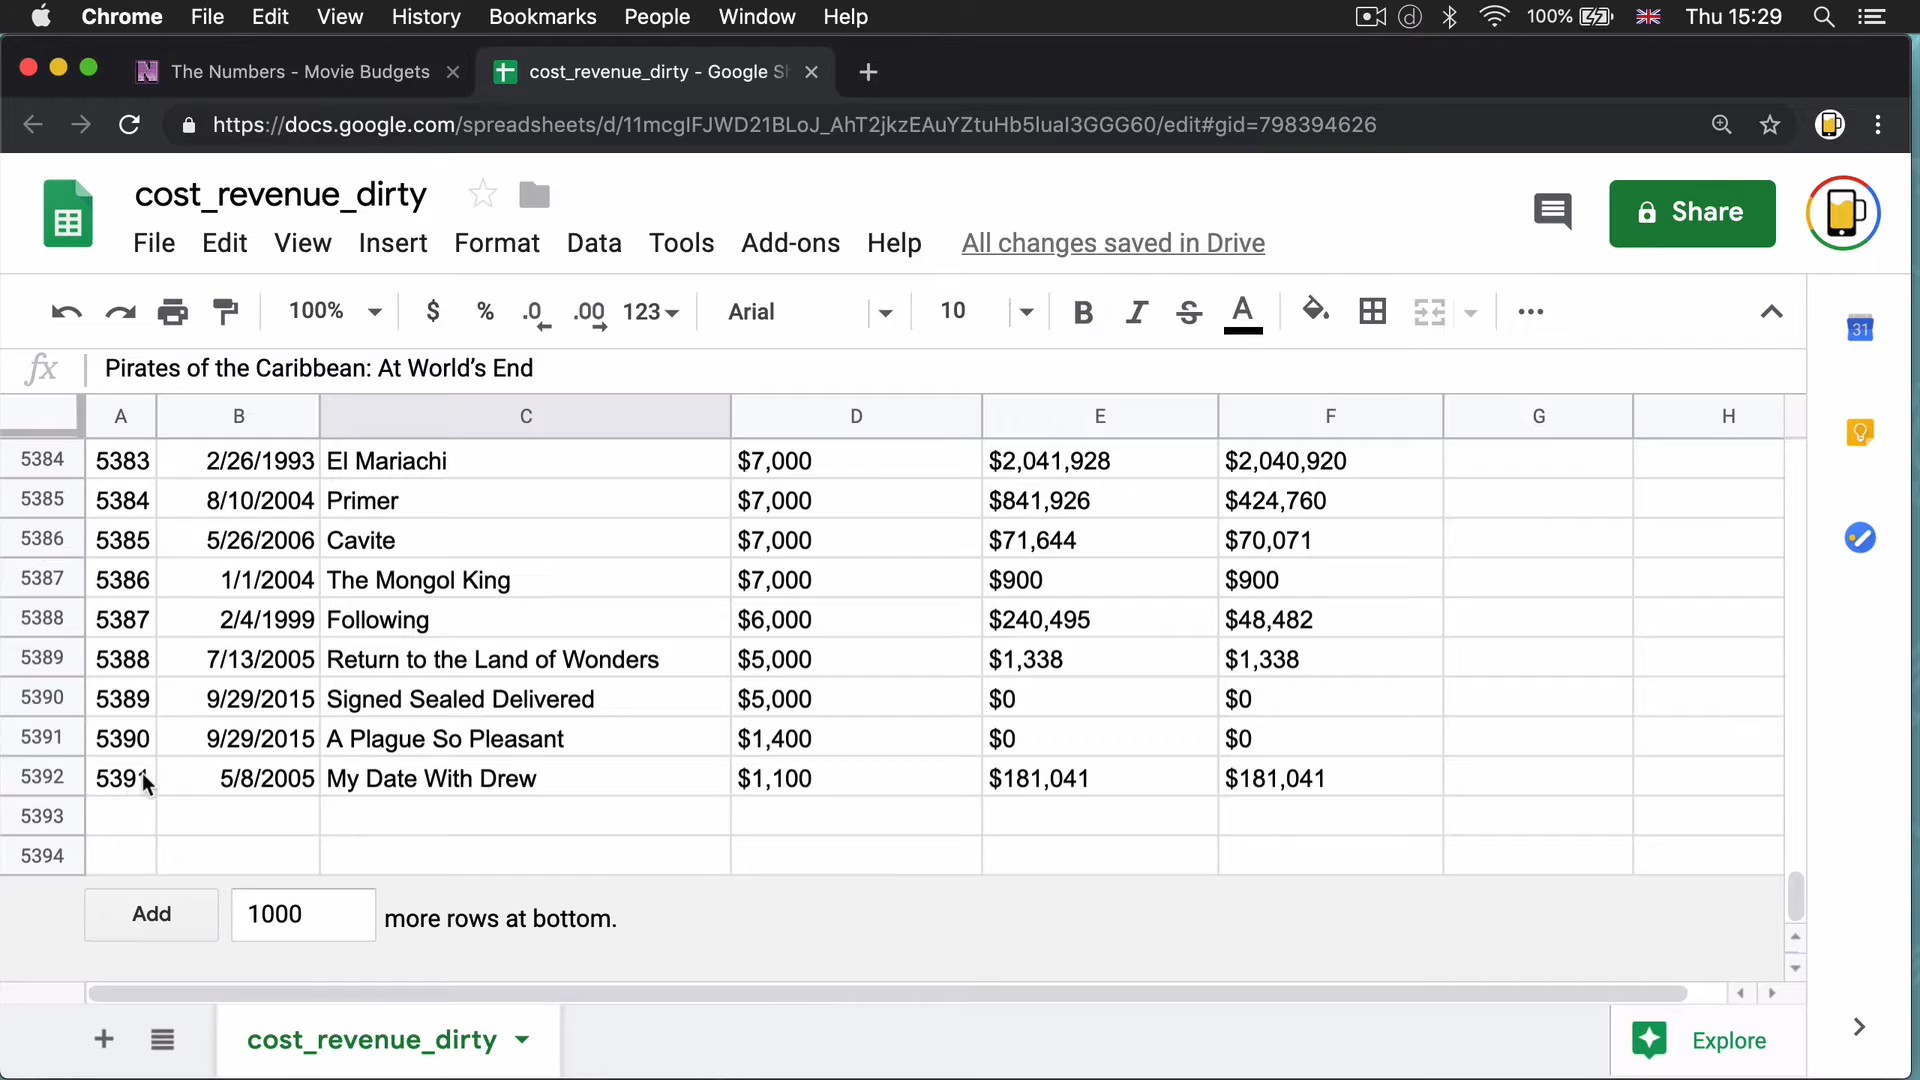 Chrome File Edit View History Bookmarks People Window Help 100% Thu 15:29
The Numbers - Movie Budgets cost_revenue_dirty - Google Sh
https://docs.google.com/spreadsheets/d/11mcgIFJWD21BLoJ_AhT2jkzEAuYZtuHb5luaI3GGG60/edit#gid=798394626
cost_revenue_dirty
Share
File Edit View Insert Format Data Tools Add-ons Help All changes saved in Drive
100% $ % .0 .00 123 Arial 10 B I S A
31
fx Pirates of the Caribbean: At World’s End
A B C D E F G H
5384 5383 2/26/1993 El Mariachi $7,000 $2,041,928 $2,040,920
5385 5384 8/10/2004 Primer $7,000 $841,926 $424,760
5386 5385 5/26/2006 Cavite $7,000 $71,644 $70,071
5387 5386 1/1/2004 The Mongol King $7,000 $900 $900
5388 5387 2/4/1999 Following $6,000 $240,495 $48,482
5389 5388 7/13/2005 Return to the Land of Wonders $5,000 $1,338 $1,338
5390 5389 9/29/2015 Signed Sealed Delivered $5,000 $0 $0
5391 5390 9/29/2015 A Plague So Pleasant $1,400 $0 $0
5392 5391 5/8/2005 My Date With Drew $1,100 $181,041 $181,041
5393
5394
Add 1000 more rows at bottom.
cost_revenue_dirty Explore